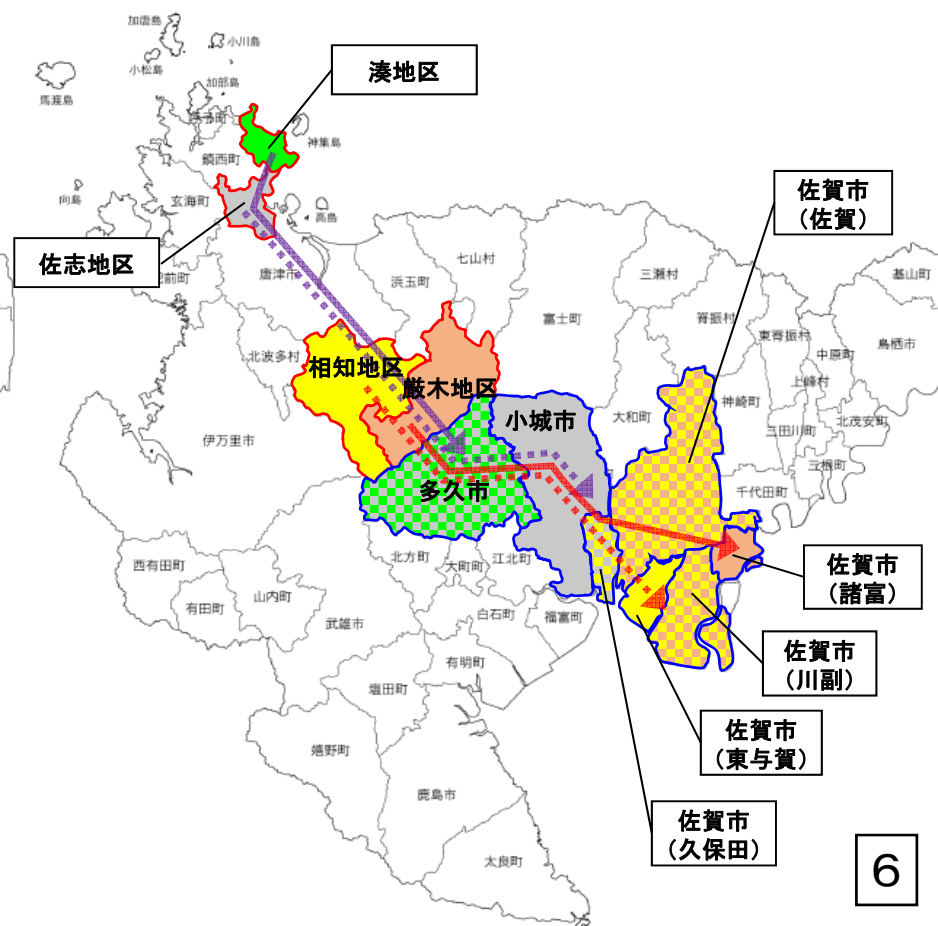 加唐島
小川島
小松島
加部島
馬渡島
湊地区
呼子町
神集島
鎮西町
向島
玄海町
高島
佐賀市
(佐賀)
佐志地区
肥前町
唐津市
浜玉町
七山村
三瀬村
基山町
富士町
脊振村
東脊振村
中原町
鳥栖市
北波多村
相知地区
厳木地区
上峰村
神崎町
小城市
大和町
北茂安町
三田川町
伊万里市
三根町
多久市
千代田町
北方町
大町町
江北町
西有田町
佐賀市
(諸富)
有田町
山内町
武雄市
白石町
福富町
佐賀市
(川副)
有明町
塩田町
佐賀市
(東与賀)
嬉野町
鹿島市
佐賀市
(久保田)
太良町
6